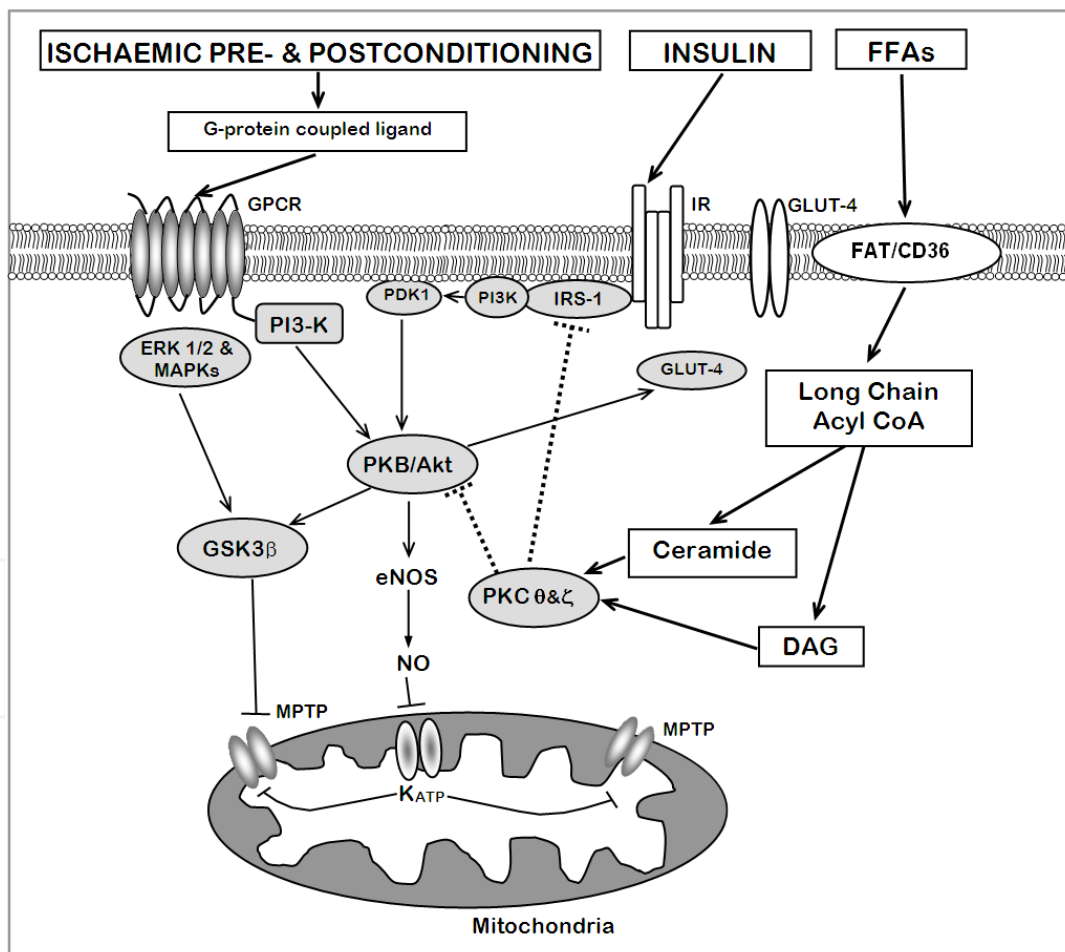 ISCHAEMIC PRE- & POSTCONDITIONING
INSULIN
FFAs
G-protein coupled ligand
GPCR
IR
GLUT-4
FAT/CD36
PDK1
PI3K
IRS-1
PI3-K
ERK 1/2 &
MAPKs
GLUT-4
Long Chain
Acyl CoA
PKB/Akt
GSK3β
Ceramide
eNOS
PKC θ&ζ
DAG
NO
MPTP
MPTP
KATP
Mitochondria